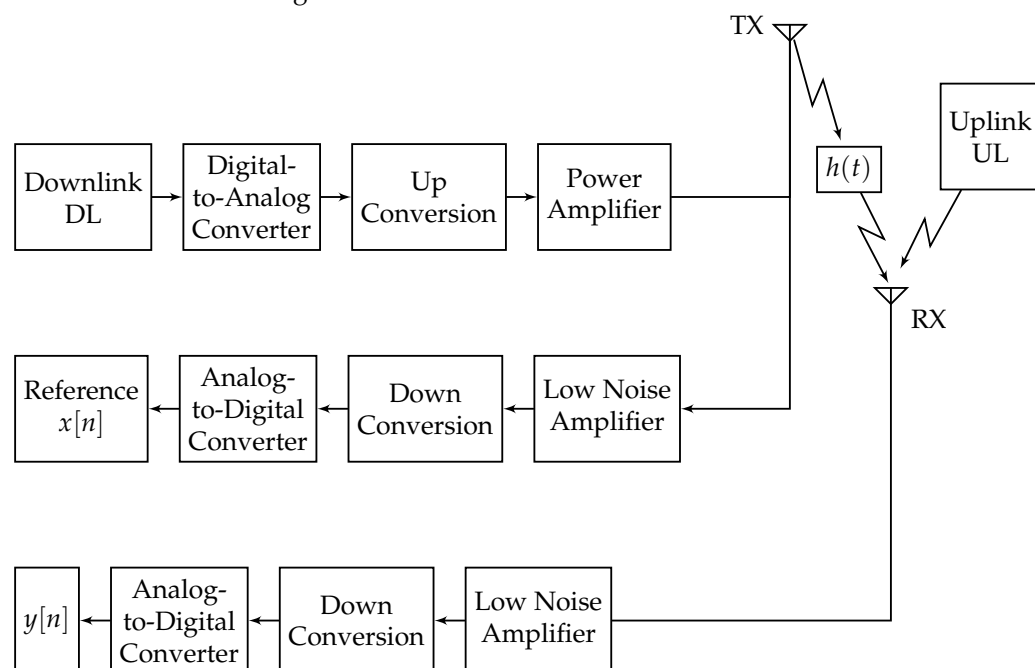 g
TX
Uplink
UL
h(t)
Downlink
DL
Digital-
to-Analog
Converter
Up
Conversion
Power
Amplifier
RX
Reference
x[n]
Analog-
to-Digital
Converter
Down
Conversion
Low Noise
Amplifier
y[n]
Analog-
to-Digital
Converter
Down
Conversion
Low Noise
Amplifier